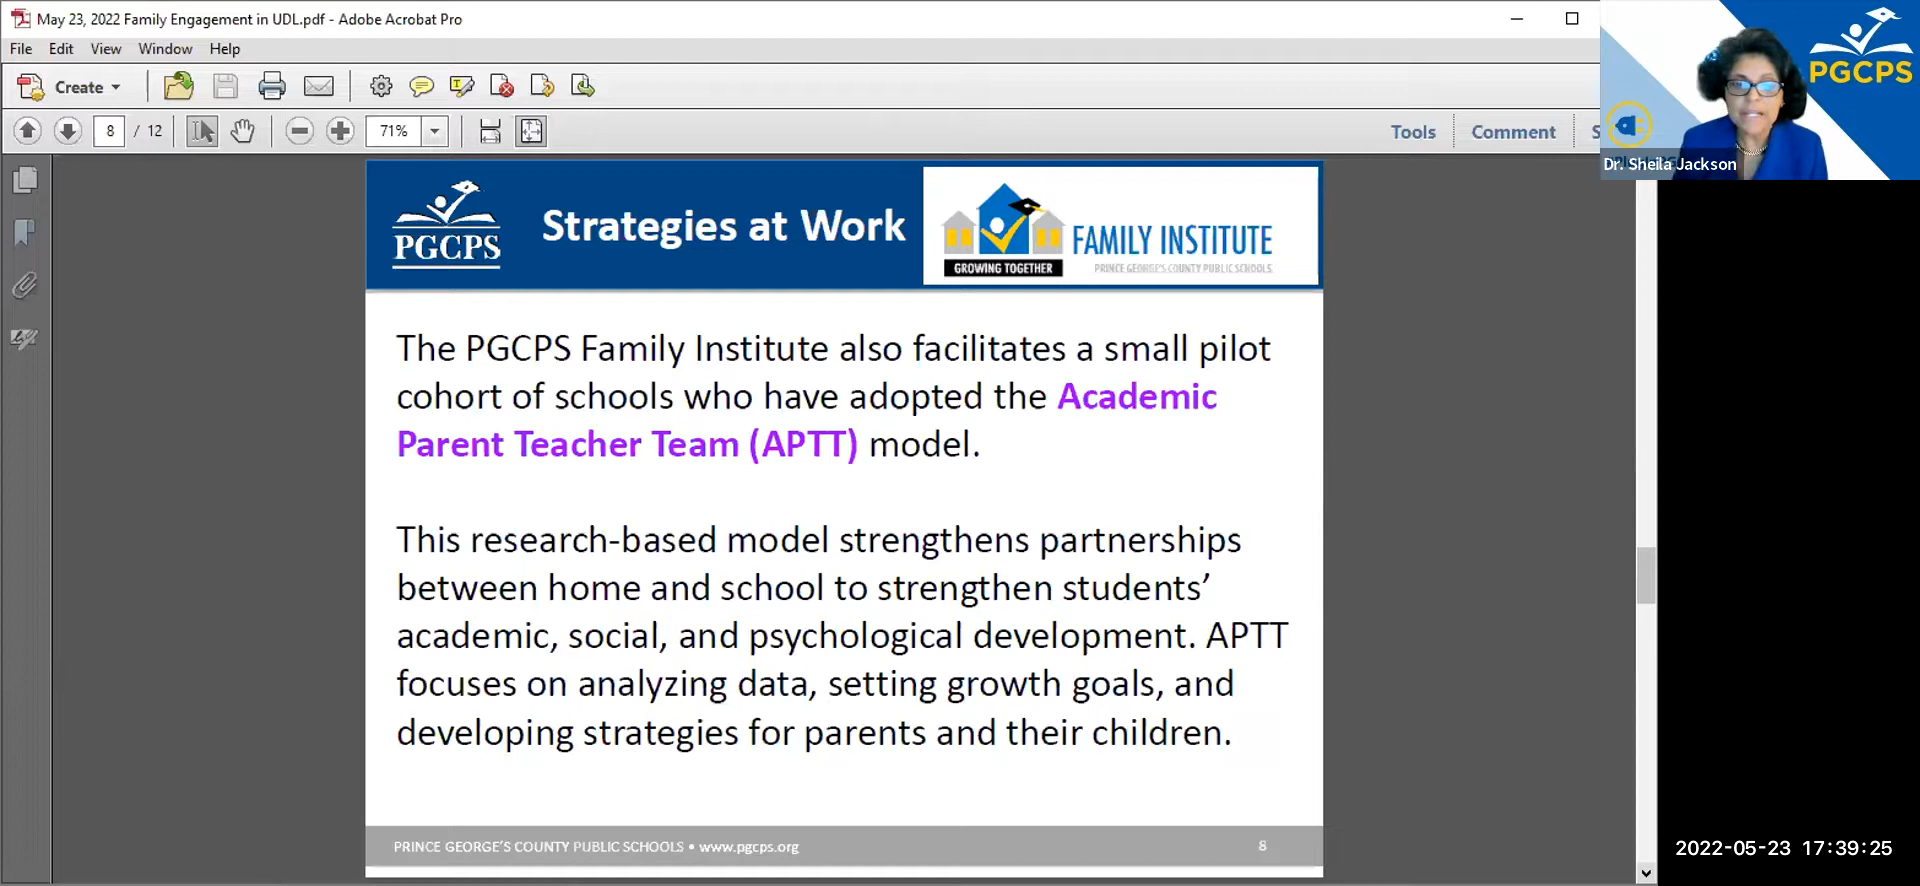 May 23, 2022 Family Engagement in UDL.pdf - Adobe Acrobat Pro
File Edit View Window Help
Create
8 / 12 71% Tools Comment S
PGCPS
Dr. Sheila Jackson
PGCPS
Strategies at Work
FAMILY INSTITUTE
GROWING TOGETHER
PRINCE GEORGE'S COUNTY PUBLIC SCHOOLS
The PGCPS Family Institute also facilitates a small pilot
cohort of schools who have adopted the Academic
Parent Teacher Team (APTT) model.
This research-based model strengthens partnerships
between home and school to strengthen students’
academic, social, and psychological development. APTT
focuses on analyzing data, setting growth goals, and
developing strategies for parents and their children.
PRINCE GEORGE'S COUNTY PUBLIC SCHOOLS • www.pgcps.org
8
2022-05-23 17:39:25